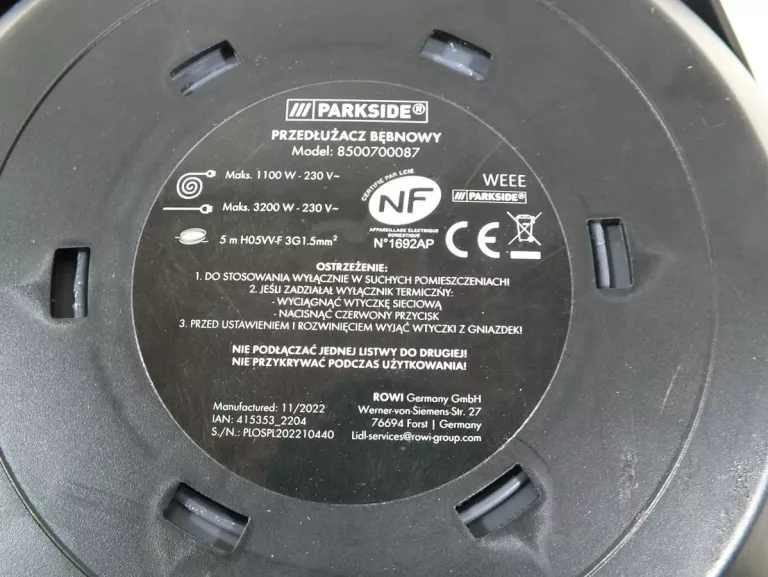 /// PARKSIDE®
PRZEDŁUŻACZ BĘBNOWY
Model: 8500700087
Maks. 1100 W - 230 V~
Maks. 3200 W - 230 V~
5 m H05VV-F 3G1.5mm²
CERTIFIÉ PAR LCIE
NF
APPAREILLAGE ÉLECTRIQUE
DOMESTIQUE
N°1692AP
WEEE
/// PARKSIDE®
CE
OSTRZEŻENIE:
1. DO STOSOWANIA WYŁĄCZNIE W SUCHYCH POMIESZCZENIACH!
2. JEŚLI ZADZIAŁAŁ WYŁĄCZNIK TERMICZNY:
- WYCIĄGNĄĆ WTYCZKĘ SIECIOWĄ
- NACISNĄĆ CZERWONY PRZYCISK
3. PRZED USTAWIENIEM I ROZWINIĘCIEM WYJĄĆ WTYCZKI Z GNIAZDEK!
NIE PODŁĄCZAĆ JEDNEJ LISTWY DO DRUGIEJ!
NIE PRZYKRYWAĆ PODCZAS UŻYTKOWANIA!
Manufactured: 11/2022
IAN: 415353_2204
S./N.: PLOSPL202210440
ROWI Germany GmbH
Werner-von-Siemens-Str. 27
76694 Forst | Germany
Lidl-services@rowi-group.com